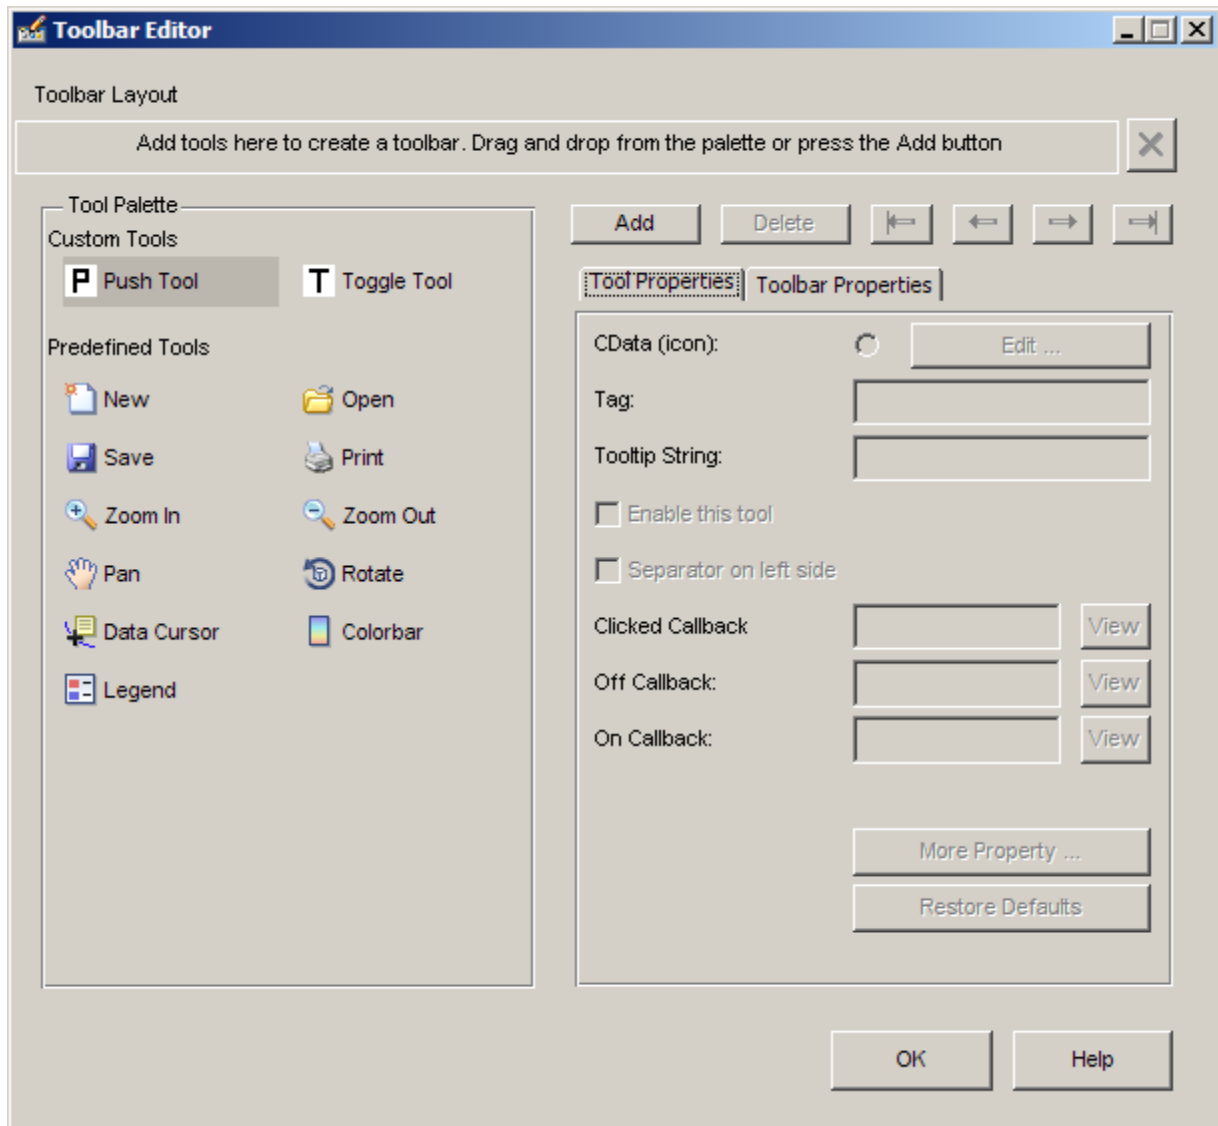 Toolbar Editor
Toolbar Layout
Add tools here to create a toolbar. Drag and drop from the palette or press the Add button
Tool Palette
Custom Tools
P Push Tool
T Toggle Tool
Predefined Tools
New
Open
Save
Print
Zoom In
Zoom Out
Pan
Rotate
Data Cursor
Colorbar
Legend
Add
Delete
Tool Properties
Toolbar Properties
CData (icon):
Edit ...
Tag:
Tooltip String:
Enable this tool
Separator on left side
Clicked Callback
View
Off Callback:
View
On Callback:
View
More Property ...
Restore Defaults
OK
Help